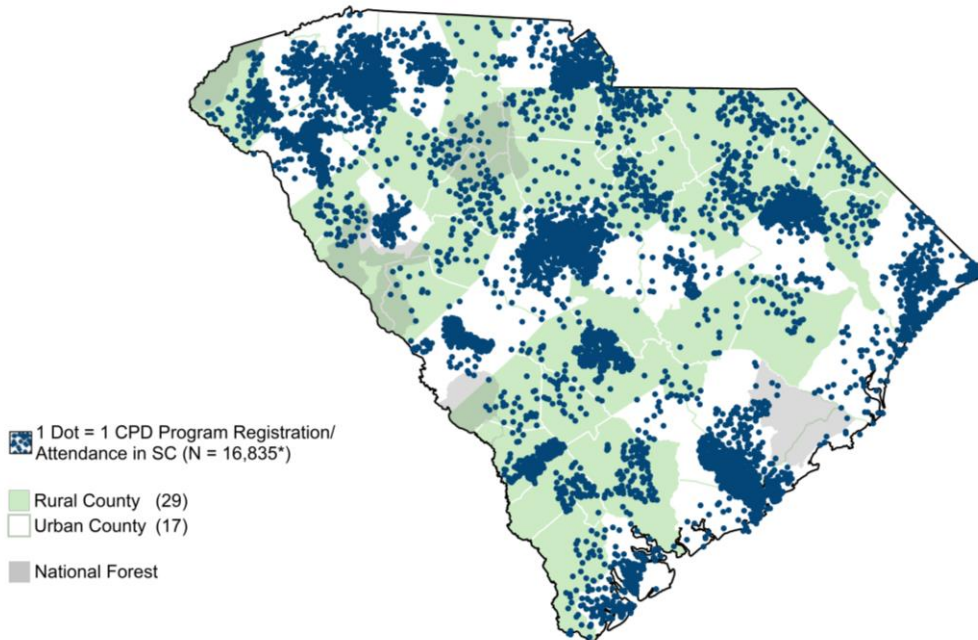 1 Dot = 1 CPD Program Registration/
Attendance in SC (N = 16,835*)
Rural County (29)
Urban County (17)
National Forest